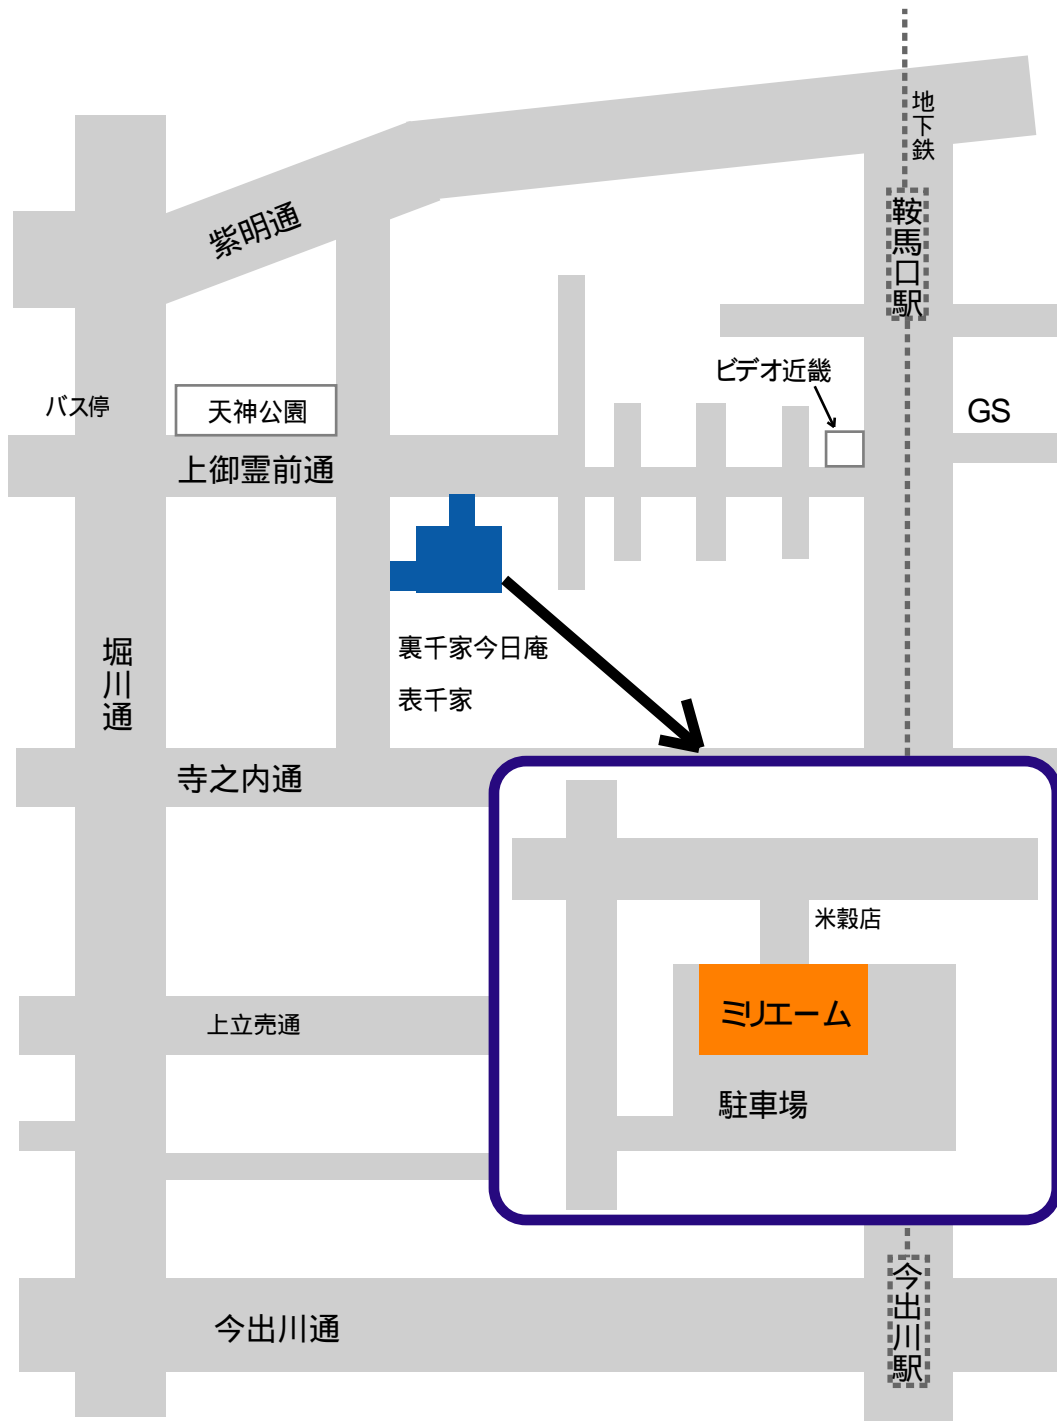 地下鉄
鞍馬口駅
紫明通
ビデオ近畿
バス停
天神公園
GS
上御霊前通
裏千家今日庵
表千家
堀川通
寺之内通
米穀店
ミリエーム
上立売通
駐車場
今出川駅
今出川通